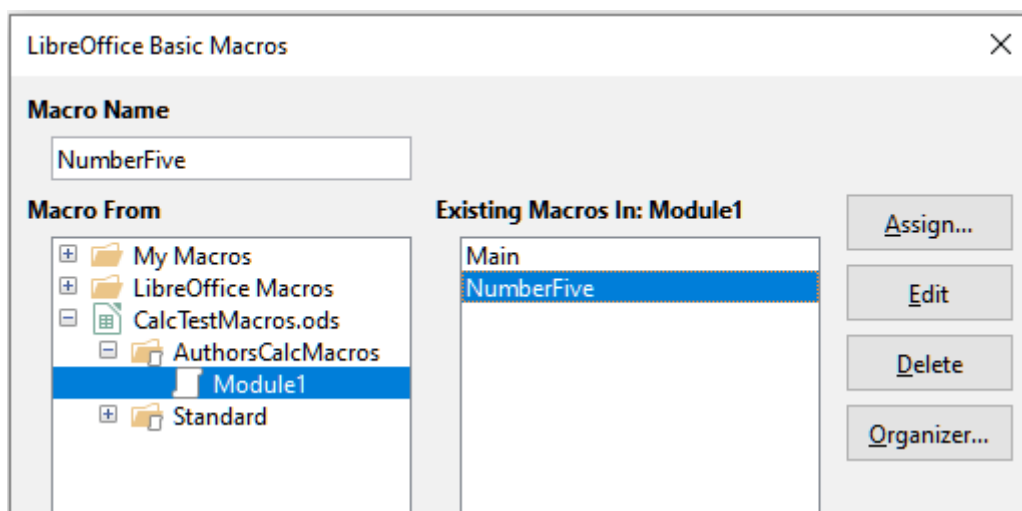 LibreOffice Basic Macros
Macro Name
NumberFive
Macro From
My Macros
LibreOffice Macros
CalcTestMacros.ods
AuthorsCalcMacros
Module1
Standard
Existing Macros In: Module1
Main
NumberFive
Assign...
Edit
Delete
Organizer...